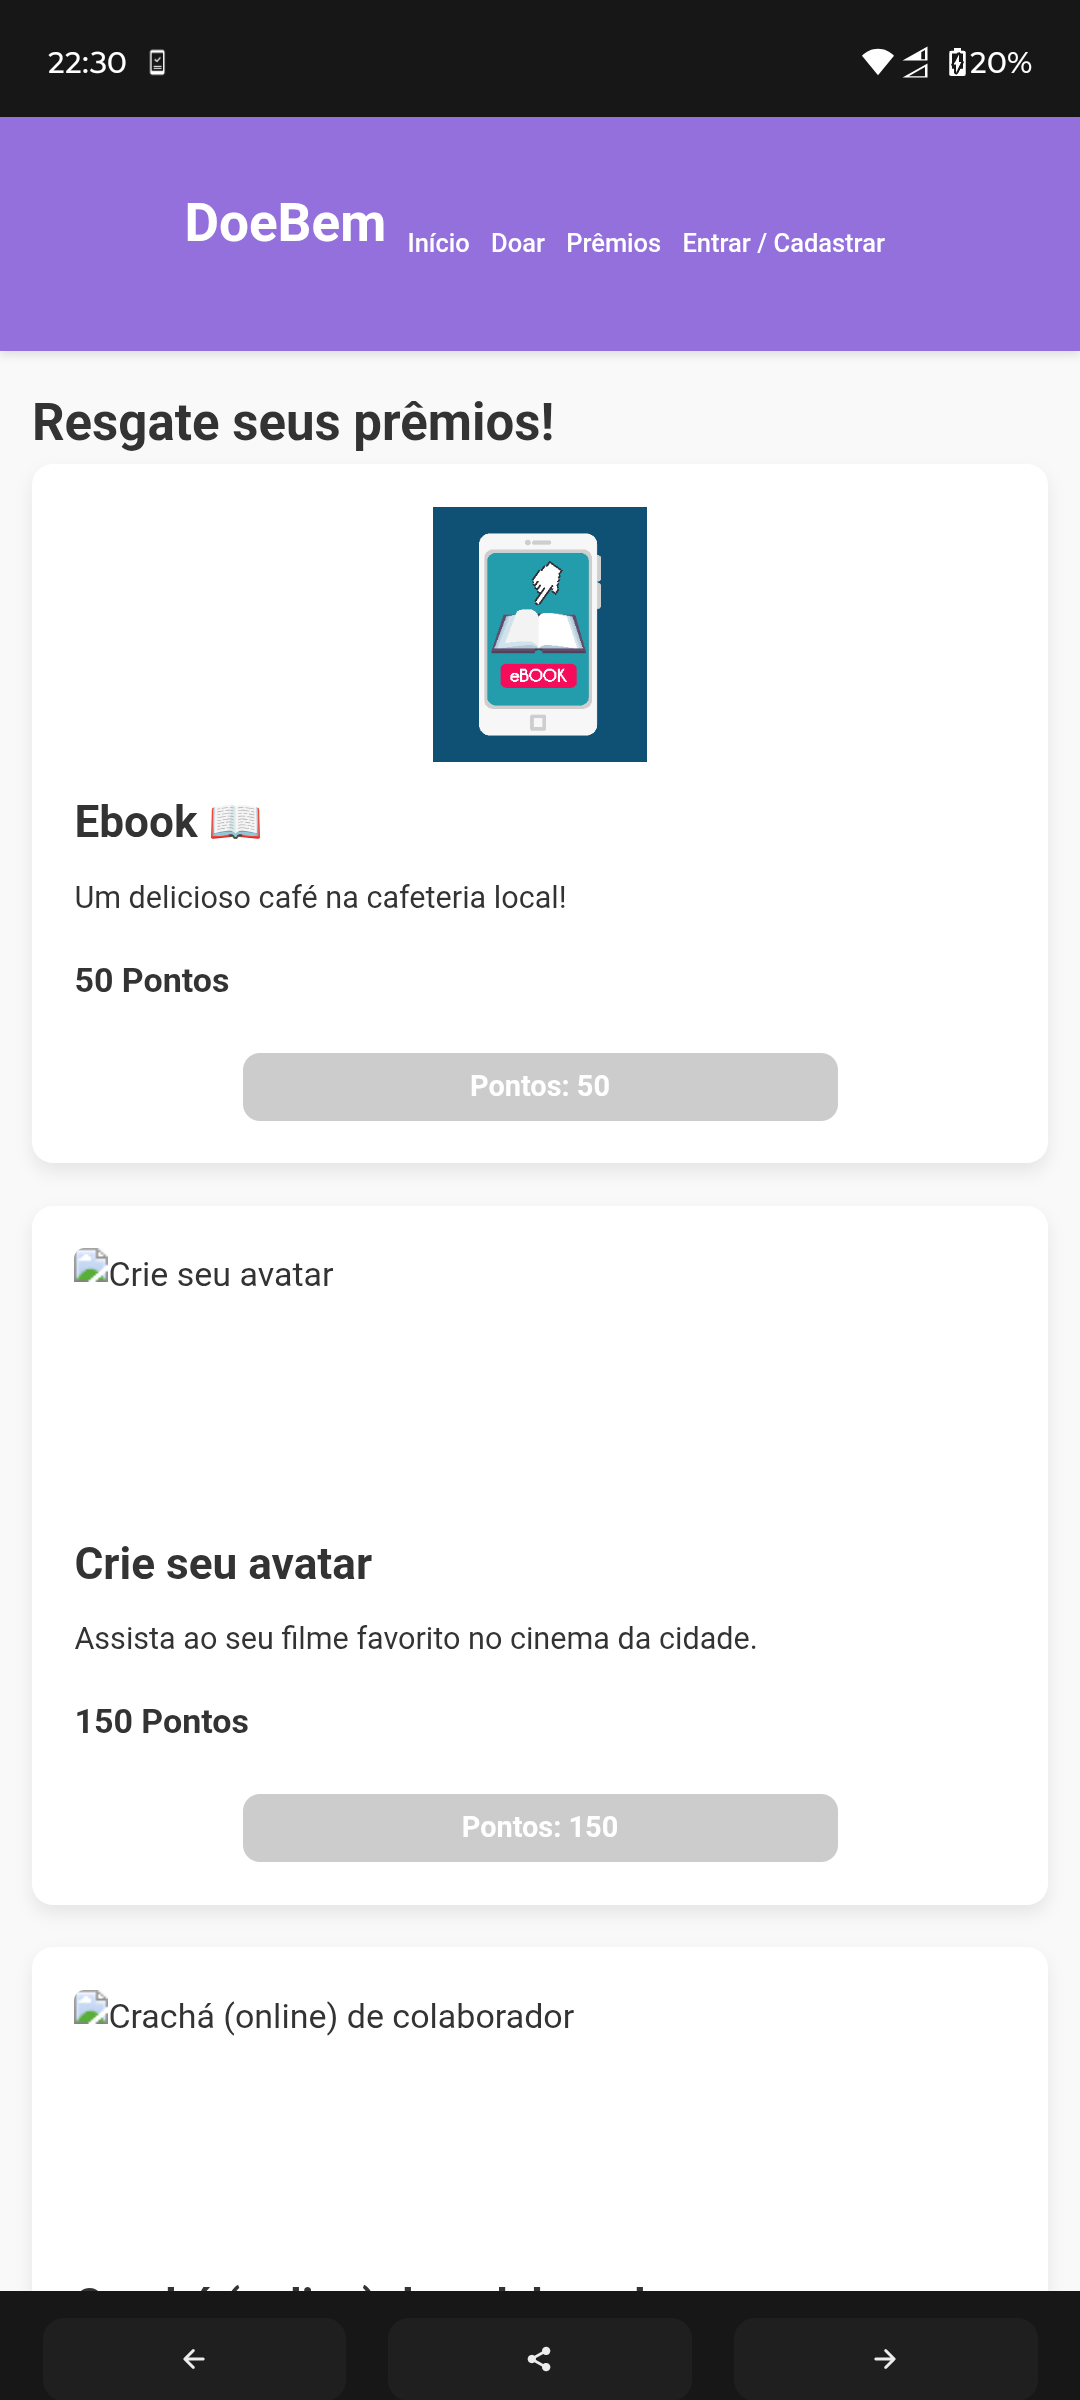 22:30
20%
DoeBem Início Doar Prêmios Entrar / Cadastrar
Resgate seus prêmios!
eBOOK
Ebook 📖
Um delicioso café na cafeteria local!
50 Pontos
Pontos: 50
Crie seu avatar
Crie seu avatar
Assista ao seu filme favorito no cinema da cidade.
150 Pontos
Pontos: 150
Crachá (online) de colaborador